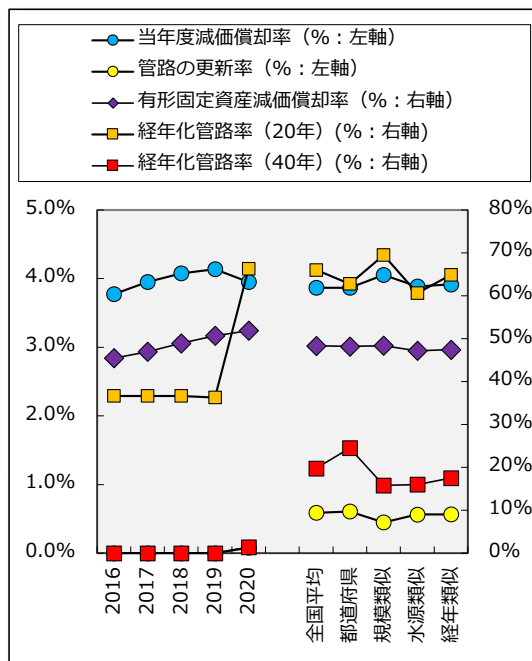 当年度減価償却率（%：左軸）
管路の更新率（%：左軸）
有形固定資産減価償却率（%：右軸）
経年化管路率（20年）(%：右軸)
経年化管路率（40年）(%：右軸)
5.0%
4.0%
3.0%
2.0%
1.0%
0.0%
80%
70%
60%
50%
40%
30%
20%
10%
0%
2016
2017
2018
2019
2020
全国平均
都道府県
規模類似
水源類似
経年類似